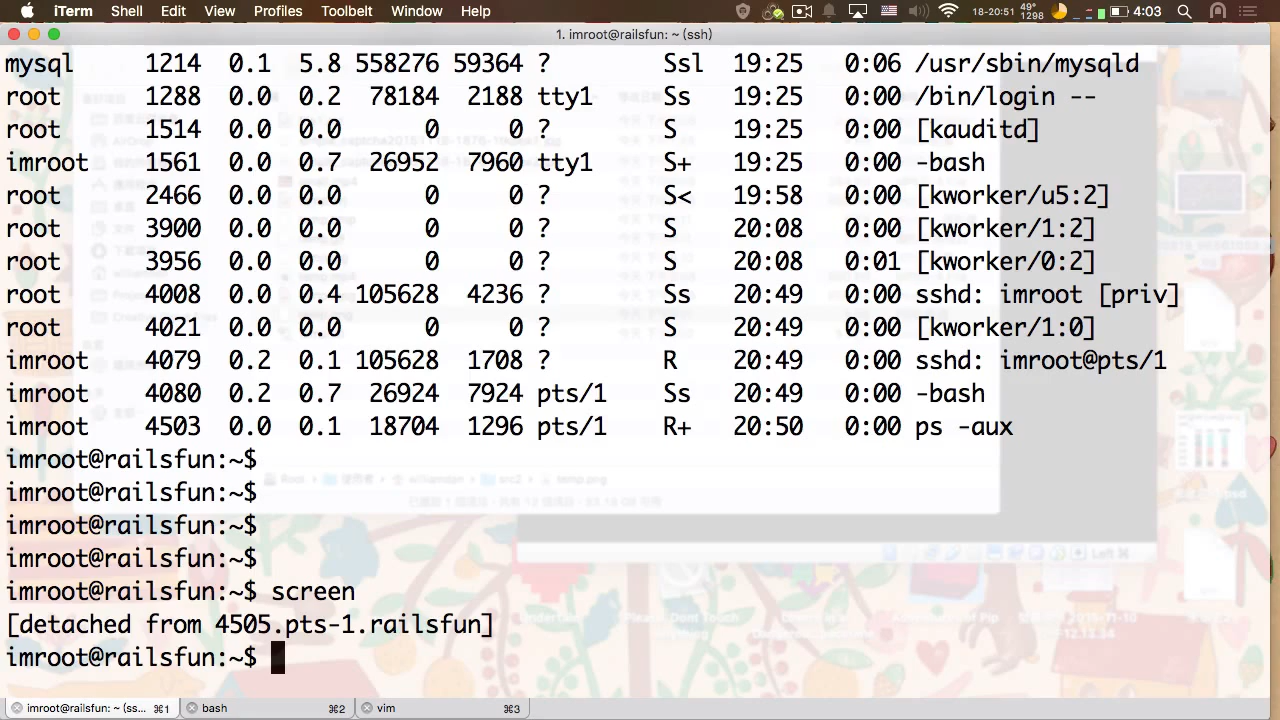 iTerm Shell Edit View Profiles Toolbelt Window Help 18-20:51 49° 1298 4:03
1. imroot@railsfun: ~ (ssh)
mysql 1214 0.1 5.8 558276 59364 ? Ssl 19:25 0:06 /usr/sbin/mysqld
root 1288 0.0 0.2 78184 2188 tty1 Ss 19:25 0:00 /bin/login --
root 1514 0.0 0.0 0 0 ? S 19:25 0:00 [kauditd]
imroot 1561 0.0 0.7 26952 7960 tty1 S+ 19:25 0:00 -bash
root 2466 0.0 0.0 0 0 ? S< 19:58 0:00 [kworker/u5:2]
root 3900 0.0 0.0 0 0 ? S 20:08 0:00 [kworker/1:2]
root 3956 0.0 0.0 0 0 ? S 20:08 0:01 [kworker/0:2]
root 4008 0.0 0.4 105628 4236 ? Ss 20:49 0:00 sshd: imroot [priv]
root 4021 0.0 0.0 0 0 ? S 20:49 0:00 [kworker/1:0]
imroot 4079 0.2 0.1 105628 1708 ? R 20:49 0:00 sshd: imroot@pts/1
imroot 4080 0.2 0.7 26924 7924 pts/1 Ss 20:49 0:00 -bash
imroot 4503 0.0 0.1 18704 1296 pts/1 R+ 20:50 0:00 ps -aux
imroot@railsfun:~$
imroot@railsfun:~$
imroot@railsfun:~$
imroot@railsfun:~$
imroot@railsfun:~$ screen
[detached from 4505.pts-1.railsfun]
imroot@railsfun:~$
imroot@railsfun: ~ (ss... ⌘1 bash ⌘2 vim ⌘3